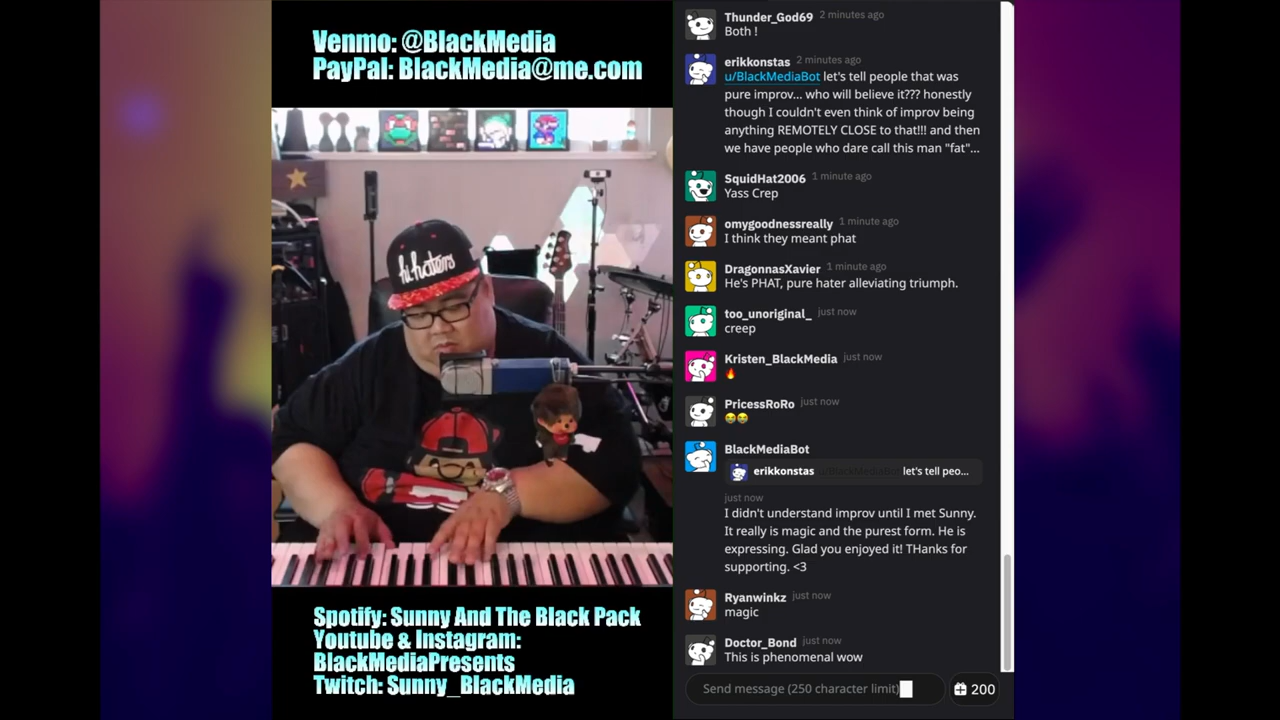 Venmo: @BlackMedia
PayPal: BlackMedia@me.com
hi haters
Spotify: Sunny And The Black Pack
Youtube & Instagram:
BlackMediaPresents
Twitch: Sunny_BlackMedia
Thunder_God69 2 minutes ago
Both !
erikkonstas 2 minutes ago
u/BlackMediaBot let's tell people that was
pure improv... who will believe it??? honestly
though I couldn't even think of improv being
anything REMOTELY CLOSE to that!!! and then
we have people who dare call this man "fat"...
SquidHat2006 1 minute ago
Yass Crep
omygoodnessreally 1 minute ago
I think they meant phat
DragonnasXavier 1 minute ago
He's PHAT, pure hater alleviating triumph.
too_unoriginal_ just now
creep
Kristen_BlackMedia just now
🔥
PricessRoRo just now
😭😭
BlackMediaBot
erikkonstas u/BlackMediaBot let's tell peo...
just now
I didn't understand improv until I met Sunny.
It really is magic and the purest form. He is
expressing. Glad you enjoyed it! THanks for
supporting. <3
Ryanwinkz just now
magic
Doctor_Bond just now
This is phenomenal wow
Send message (250 character limit)
200